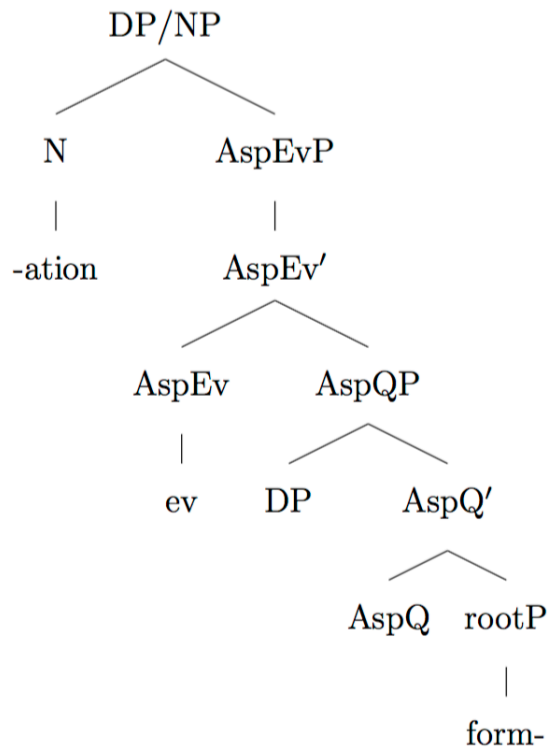 DP/NP
N AspEvP
-ation AspEv′
AspEv AspQP
ev DP AspQ′
AspQ rootP
form-